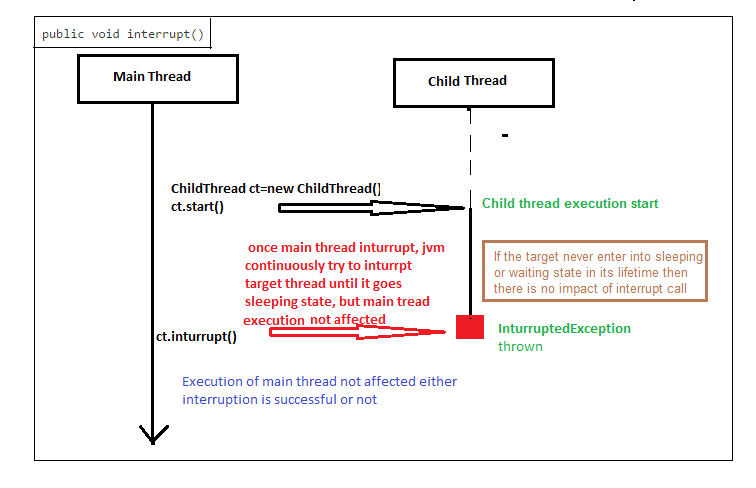 public void interrupt()
Main Thread
Child Thread
ChildThread ct=new ChildThread()
ct.start()
Child thread execution start
once main thread inturrupt, jvm
continuously try to inturrpt
target thread until it goes
sleeping state, but main tread
execution not affected
If the target never enter into sleeping
or waiting state in its lifetime then
there is no impact of interrupt call
ct.inturrupt()
InturruptedException
thrown
Execution of main thread not affected either
interruption is successful or not